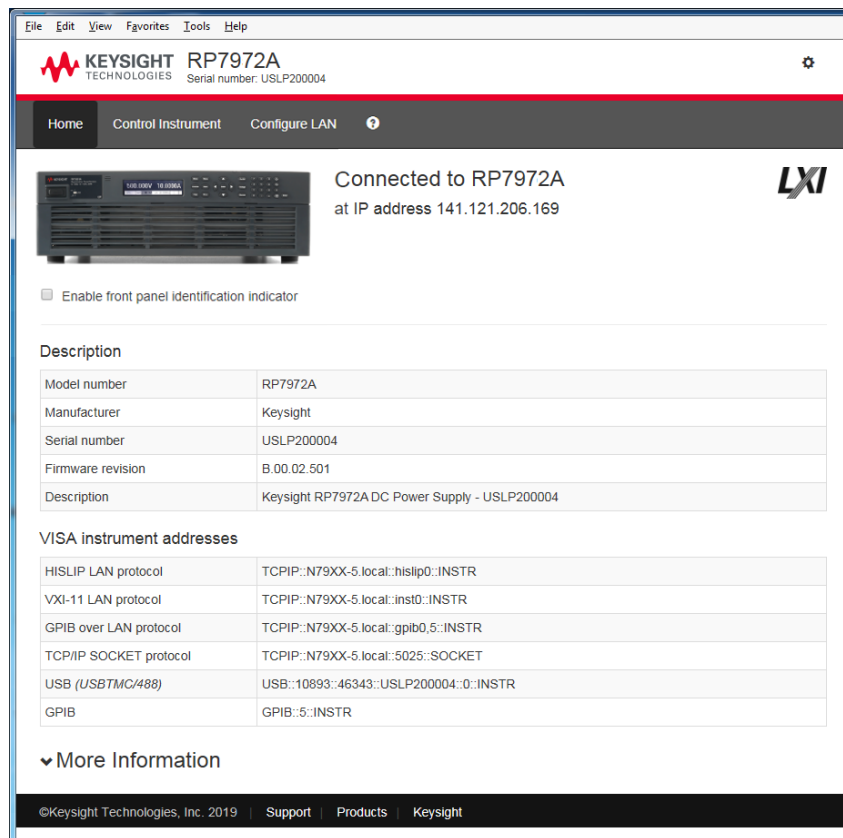 File Edit View Favorites Tools Help
KEYSIGHT TECHNOLOGIES RP7972A
Serial number: USLP200004
Home Control Instrument Configure LAN ?
Connected to RP7972A
at IP address 141.121.206.169
LXI
Enable front panel identification indicator
Description
Model number RP7972A
Manufacturer Keysight
Serial number USLP200004
Firmware revision B.00.02.501
Description Keysight RP7972A DC Power Supply - USLP200004
VISA instrument addresses
HISLIP LAN protocol TCPIP::N79XX-5.local::hislip0::INSTR
VXI-11 LAN protocol TCPIP::N79XX-5.local::inst0::INSTR
GPIB over LAN protocol TCPIP::N79XX-5.local::gpib0,5::INSTR
TCP/IP SOCKET protocol TCPIP::N79XX-5.local::5025::SOCKET
USB (USBTMC/488) USB::10893::46343::USLP200004::0::INSTR
GPIB GPIB::5::INSTR
More Information
©Keysight Technologies, Inc. 2019 | Support | Products | Keysight